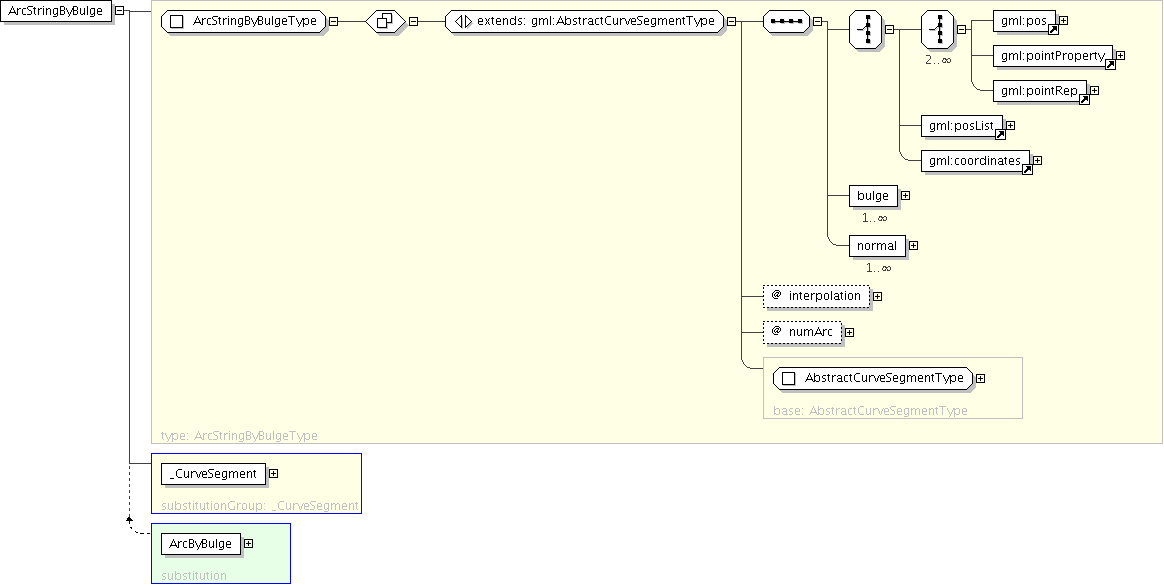 ArcStringByBulge
ArcStringByBulgeType
extends: gml:AbstractCurveSegmentType
2..∞
gml:pos
gml:pointProperty
gml:pointRep
gml:posList
gml:coordinates
bulge
1..∞
normal
1..∞
@ interpolation
@ numArc
AbstractCurveSegmentType
base: AbstractCurveSegmentType
type: ArcStringByBulgeType
_CurveSegment
substitutionGroup: _CurveSegment
ArcByBulge
substitution